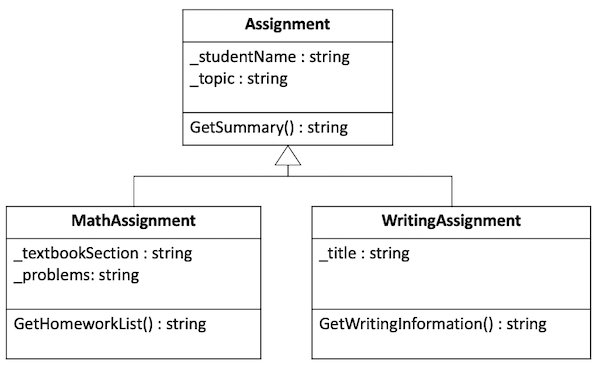 Assignment
_studentName : string
_topic : string
GetSummary() : string
MathAssignment
_textbookSection : string
_problems: string
GetHomeworkList() : string
WritingAssignment
_title : string
GetWritingInformation() : string